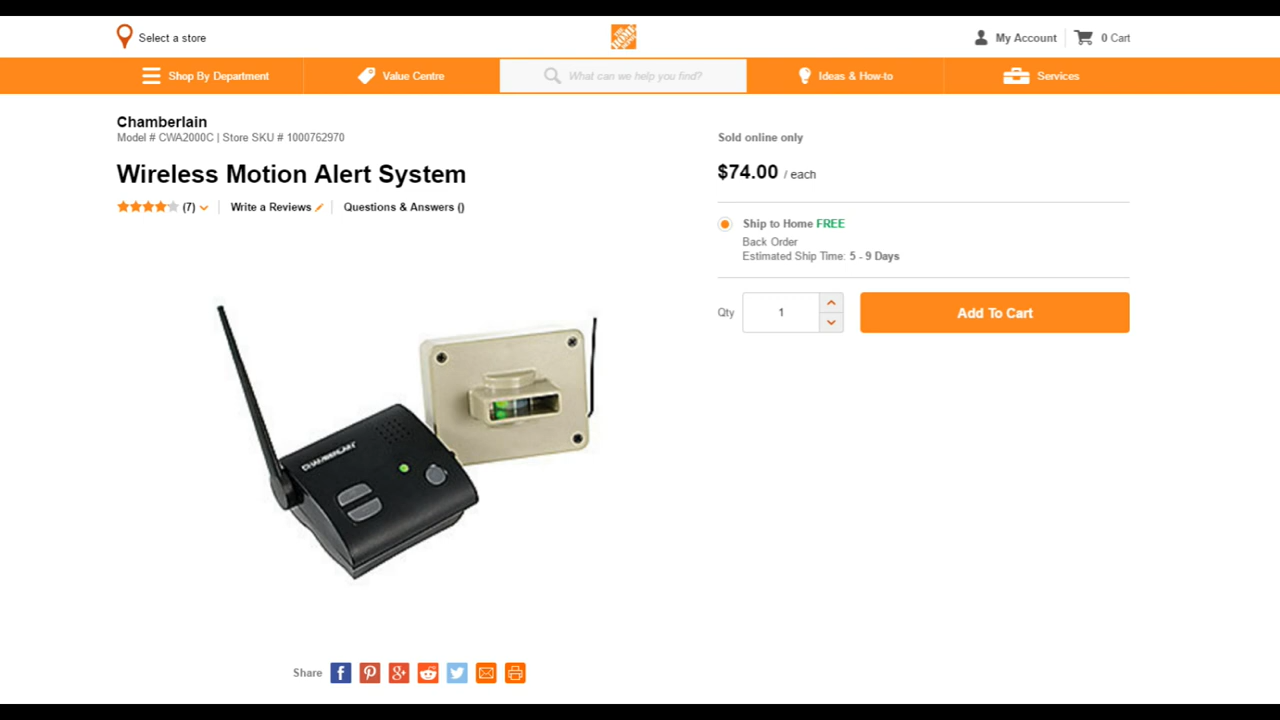 Select a store
THE HOME
My Account
0 Cart
Shop By Department
Value Centre
What can we help you find?
Ideas & How-to
Services
Chamberlain
Model # CWA2000C | Store SKU # 1000762970
Wireless Motion Alert System
(7)
Write a Reviews
Questions & Answers ()
Sold online only
$74.00 / each
Ship to Home FREE
Back Order
Estimated Ship Time: 5 - 9 Days
Qty
1
Add To Cart
CHAMBERLAIN
Share